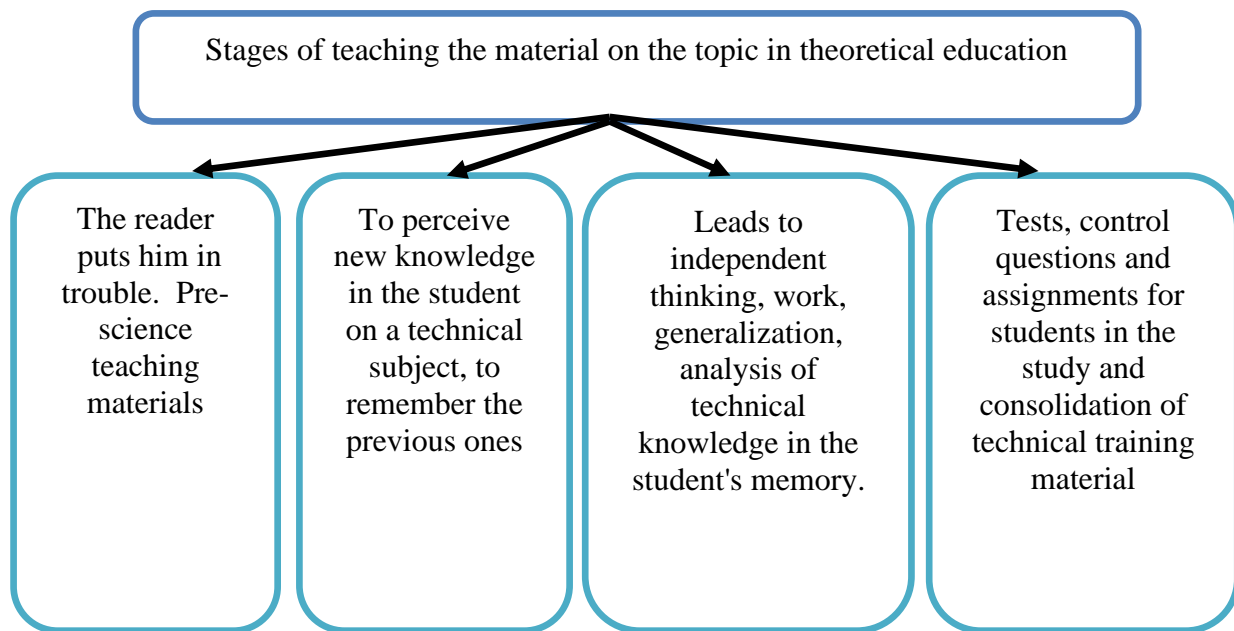 Stages of teaching the material on the topic in theoretical education
The reader
puts him in
trouble. Pre-
science
teaching
materials
To perceive
new knowledge
in the student
on a technical
subject, to
remember the
previous ones
Leads to
independent
thinking, work,
generalization,
analysis of
technical
knowledge in the
student's memory.
Tests, control
questions and
assignments for
students in the
study and
consolidation of
technical training
material